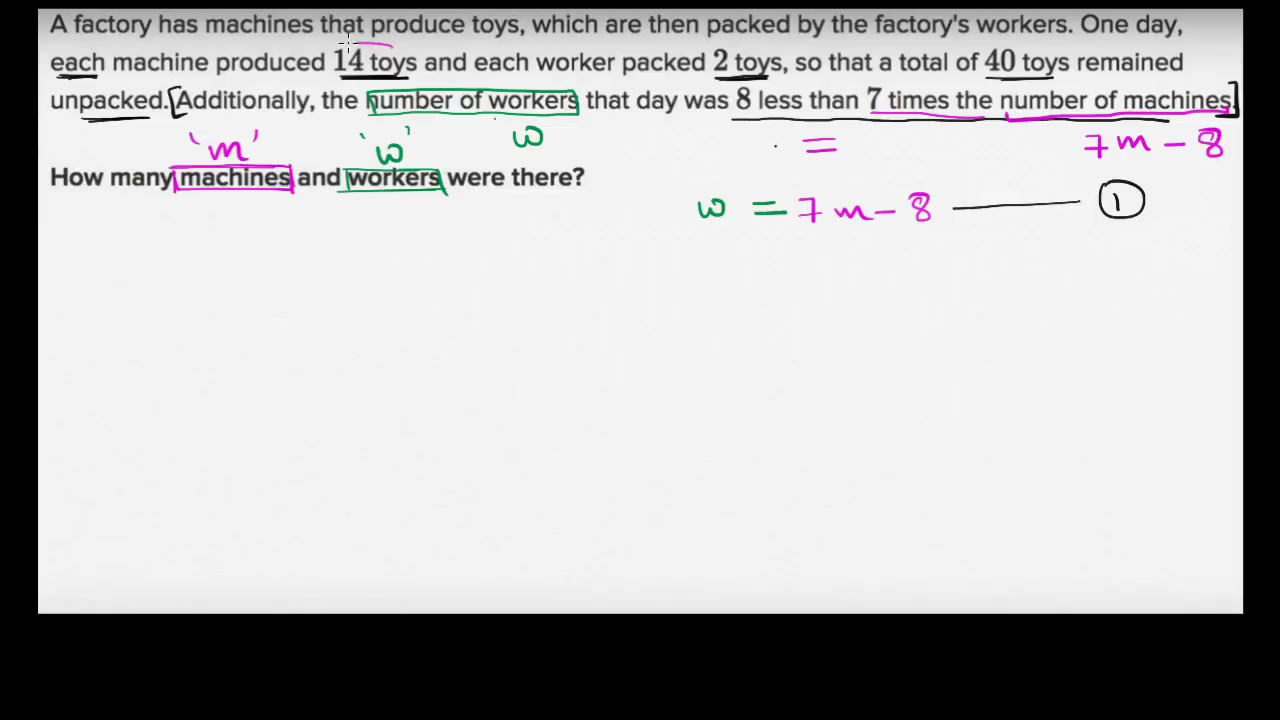 A factory has machines that produce toys, which are then packed by the factory's workers. One day,
each machine produced 14 toys and each worker packed 2 toys, so that a total of 40 toys remained
unpacked. [Additionally, the number of workers that day was 8 less than 7 times the number of machines.]
'm' 'w' w = 7m - 8
How many machines and workers were there?
w = 7m - 8 ——— 1